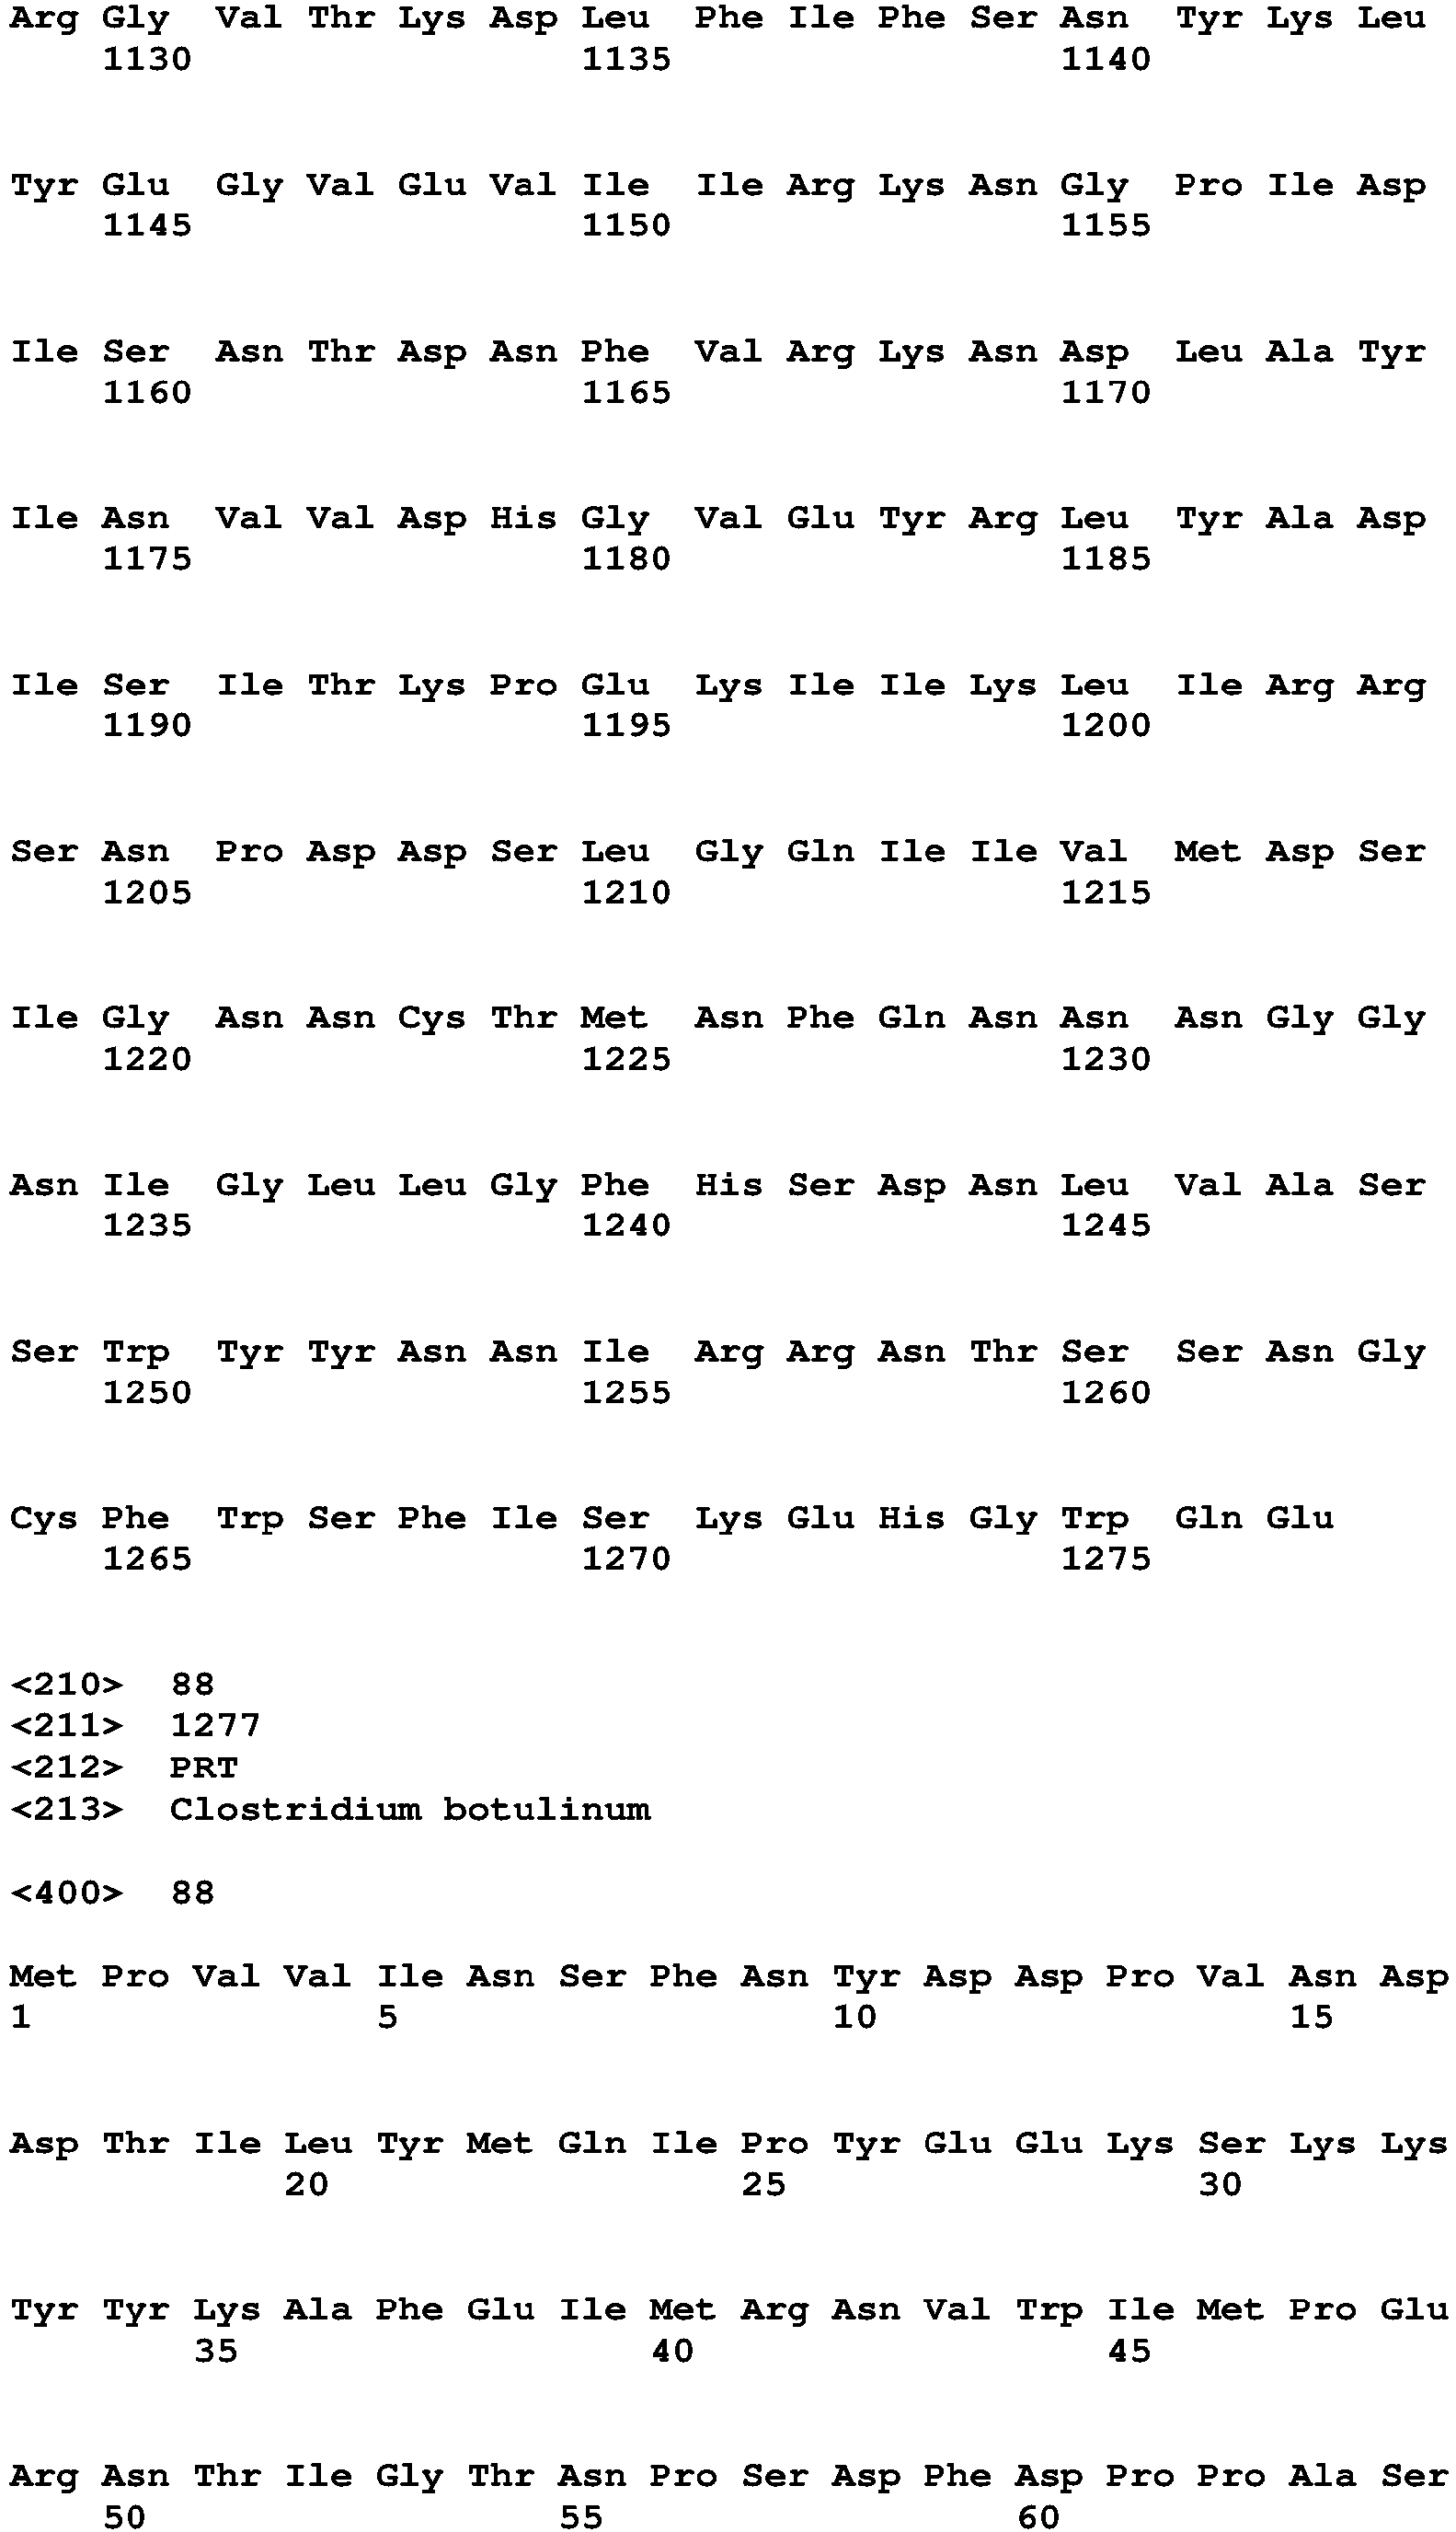 Arg Gly Val Thr Lys Asp Leu Phe Ile Phe Ser Asn Tyr Lys Leu
1130 1135 1140
Tyr Glu Gly Val Glu Val Ile Ile Arg Lys Asn Gly Pro Ile Asp
1145 1150 1155
Ile Ser Asn Thr Asp Asn Phe Val Arg Lys Asn Asp Leu Ala Tyr
1160 1165 1170
Ile Asn Val Val Asp His Gly Val Glu Tyr Arg Leu Tyr Ala Asp
1175 1180 1185
Ile Ser Ile Thr Lys Pro Glu Lys Ile Ile Lys Leu Ile Arg Arg
1190 1195 1200
Ser Asn Pro Asp Asp Ser Leu Gly Gln Ile Ile Val Met Asp Ser
1205 1210 1215
Ile Gly Asn Asn Cys Thr Met Asn Phe Gln Asn Asn Asn Gly Gly
1220 1225 1230
Asn Ile Gly Leu Leu Gly Phe His Ser Asp Asn Leu Val Ala Ser
1235 1240 1245
Ser Trp Tyr Tyr Asn Asn Ile Arg Arg Asn Thr Ser Ser Asn Gly
1250 1255 1260
Cys Phe Trp Ser Phe Ile Ser Lys Glu His Gly Trp Gln Glu
1265 1270 1275
<210> 88
<211> 1277
<212> PRT
<213> Clostridium botulinum
<400> 88
Met Pro Val Val Ile Asn Ser Phe Asn Tyr Asp Asp Pro Val Asn Asp
1 5 10 15
Asp Thr Ile Leu Tyr Met Gln Ile Pro Tyr Glu Glu Lys Ser Lys Lys
20 25 30
Tyr Tyr Lys Ala Phe Glu Ile Met Arg Asn Val Trp Ile Met Pro Glu
35 40 45
Arg Asn Thr Ile Gly Thr Asn Pro Ser Asp Phe Asp Pro Pro Ala Ser
50 55 60